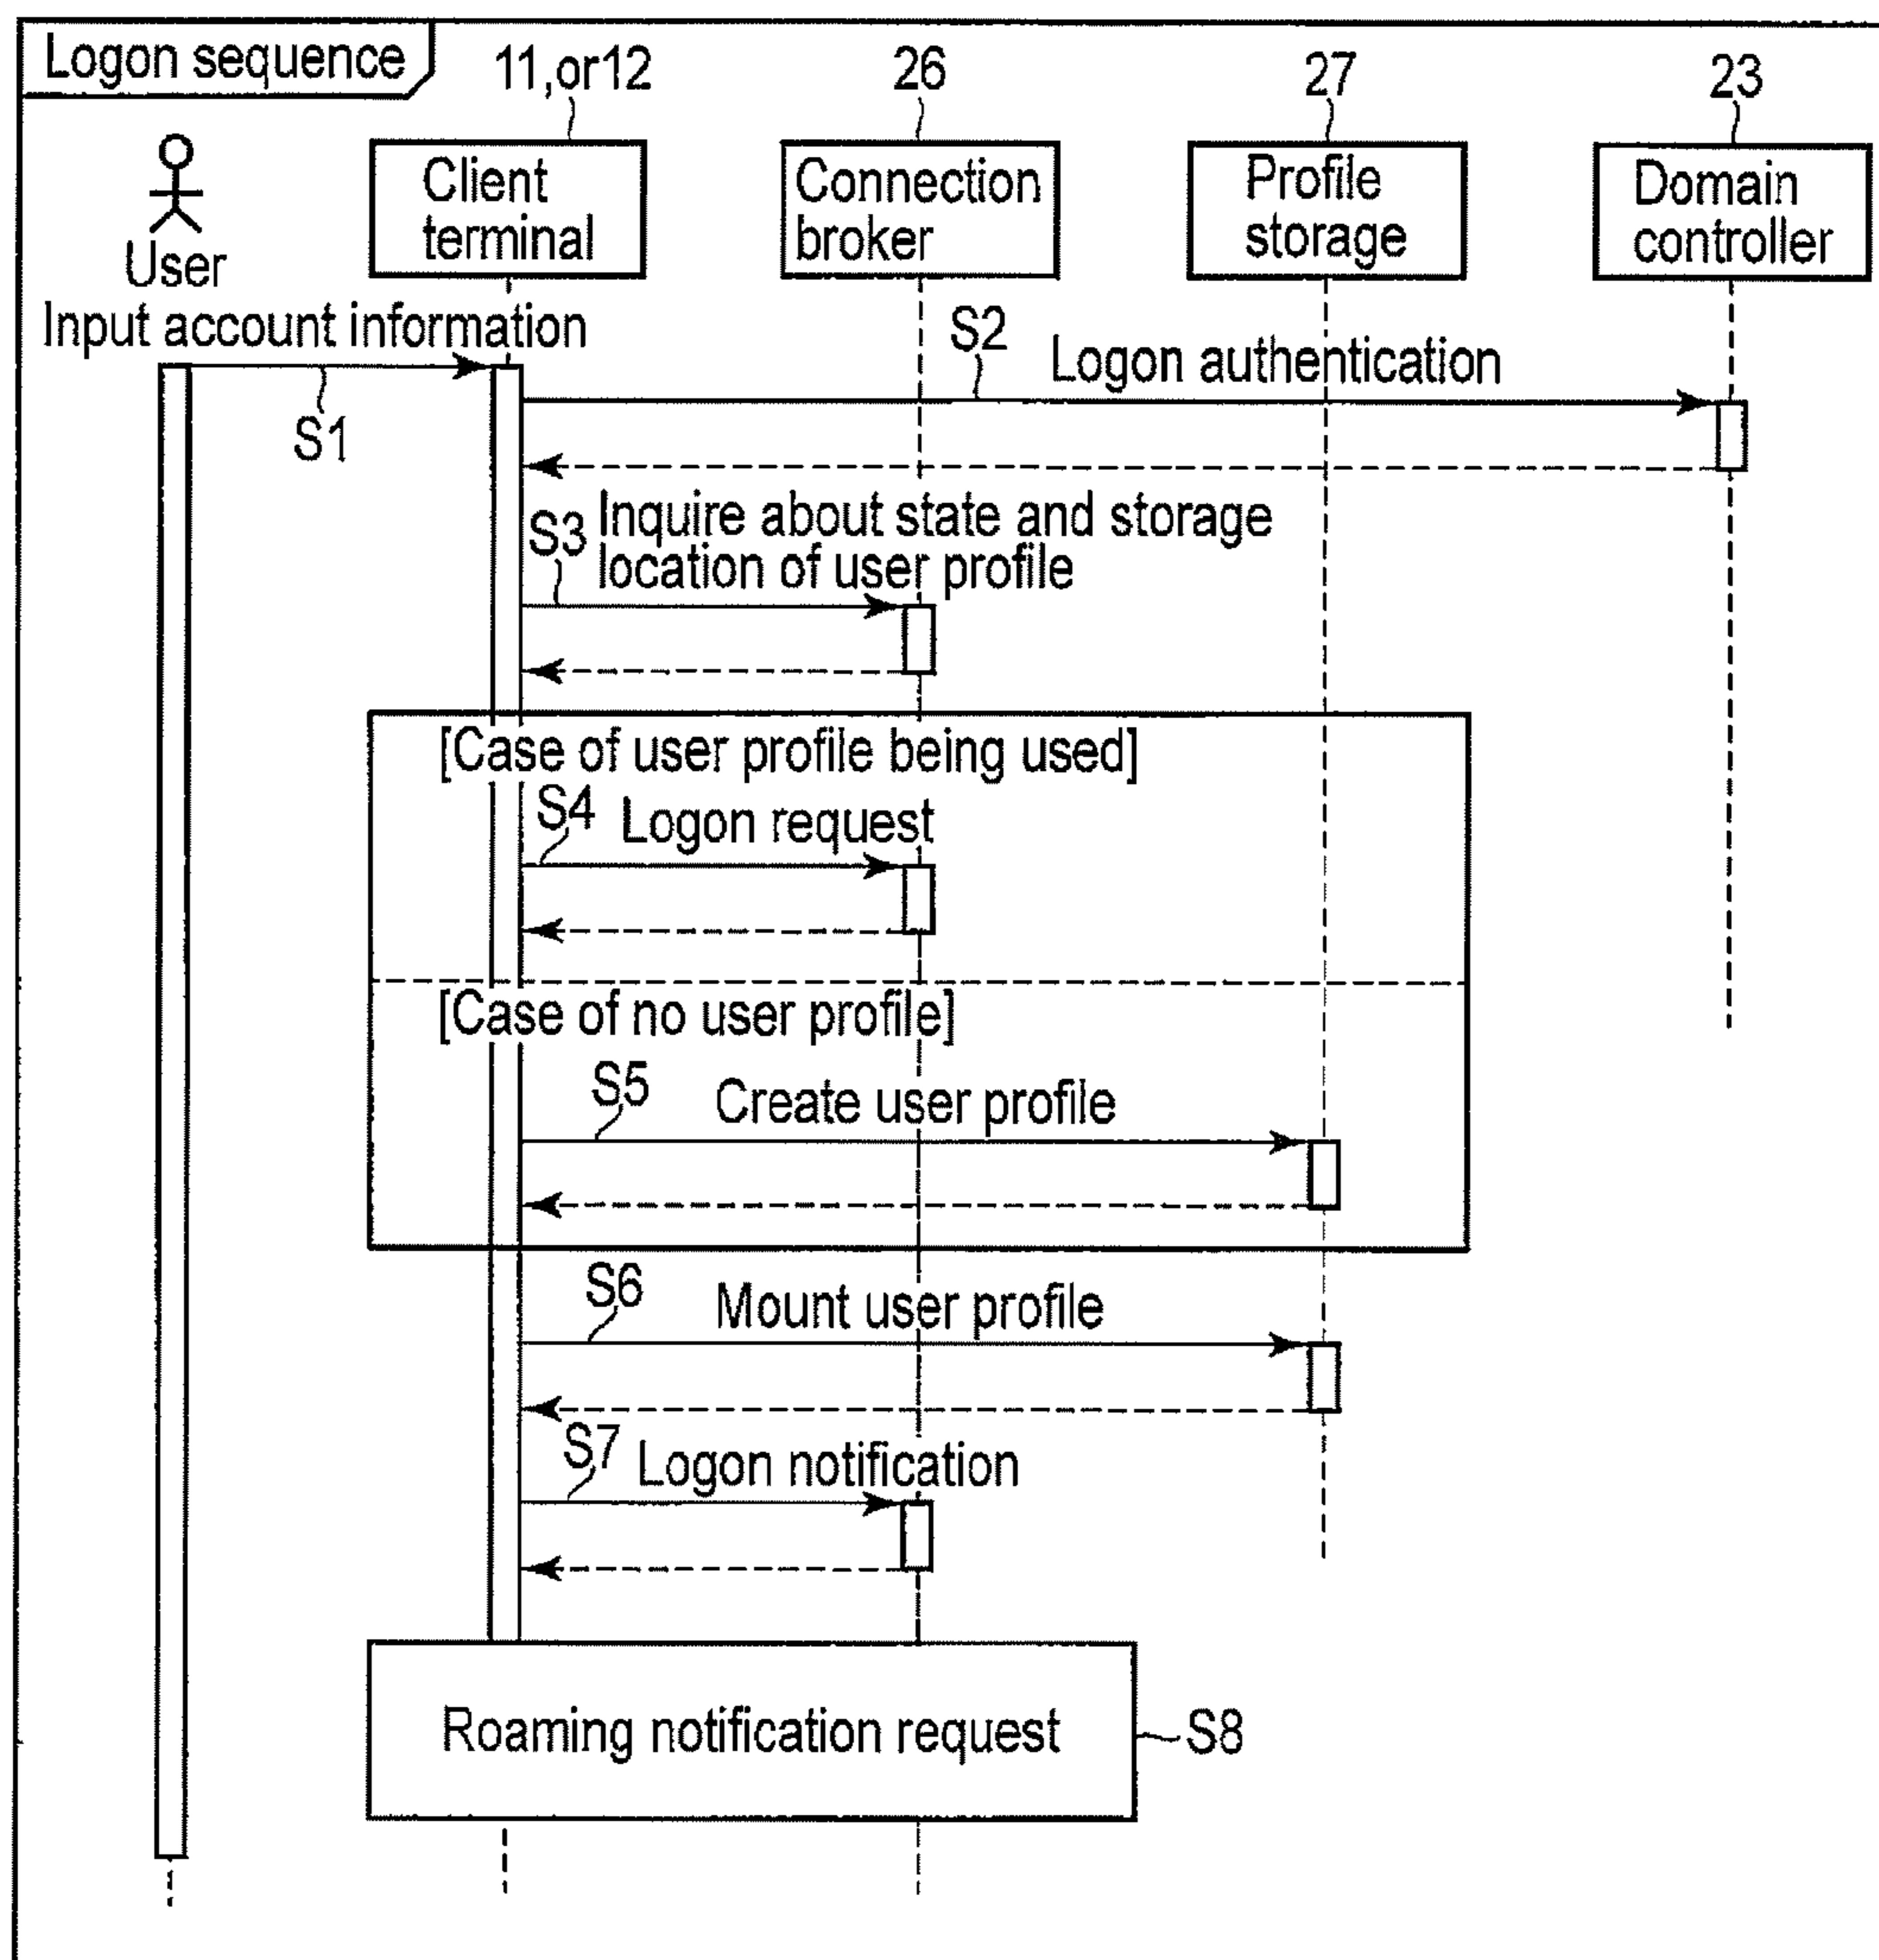 Logon sequence
11,or12
26
27
23
User
Client
terminal
Connection
broker
Profile
storage
Domain
controller
Input account information
S1
S2
Logon authentication
S3
Inquire about state and storage
location of user profile
[Case of user profile being used]
S4
Logon request
[Case of no user profile]
S5
Create user profile
S6
Mount user profile
S7
Logon notification
Roaming notification request
S8